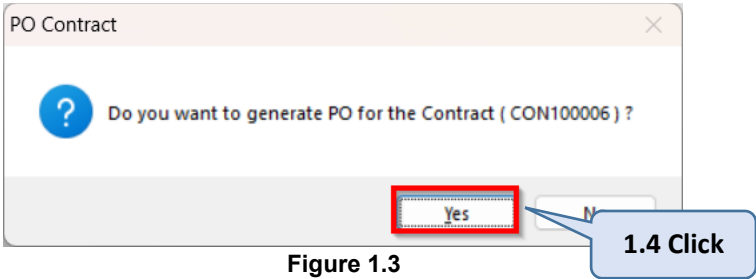 PO Contract
Do you want to generate PO for the Contract ( CON100006 ) ?
Yes
1.4 Click
Figure 1.3